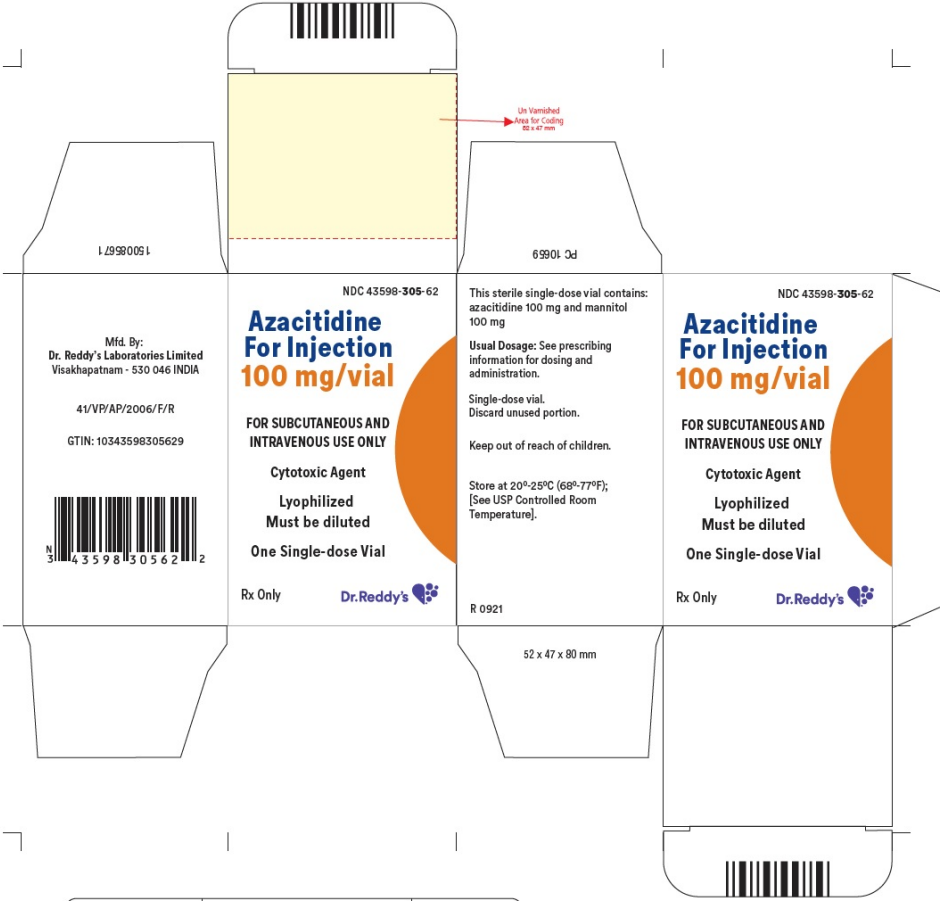 Un Varnished
Area for Coding
52 x 47 mm
150085671
PC 10659
Mfd. By:
Dr. Reddy's Laboratories Limited
Visakhapatnam - 530 046 INDIA
41/VP/AP/2006/F/R
GTIN: 10343598305629
N
3 43598 30562 2
NDC 43598-305-62
Azacitidine
For Injection
100 mg/vial
FOR SUBCUTANEOUS AND
INTRAVENOUS USE ONLY
Cytotoxic Agent
Lyophilized
Must be diluted
One Single-dose Vial
Rx Only
Dr.Reddy's
This sterile single-dose vial contains:
azacitidine 100 mg and mannitol
100 mg
Usual Dosage: See prescribing
information for dosing and
administration.
Single-dose vial.
Discard unused portion.
Keep out of reach of children.
Store at 20º-25ºC (68º-77ºF);
[See USP Controlled Room
Temperature].
R 0921
NDC 43598-305-62
Azacitidine
For Injection
100 mg/vial
FOR SUBCUTANEOUS AND
INTRAVENOUS USE ONLY
Cytotoxic Agent
Lyophilized
Must be diluted
One Single-dose Vial
Rx Only
Dr.Reddy's
52 x 47 x 80 mm